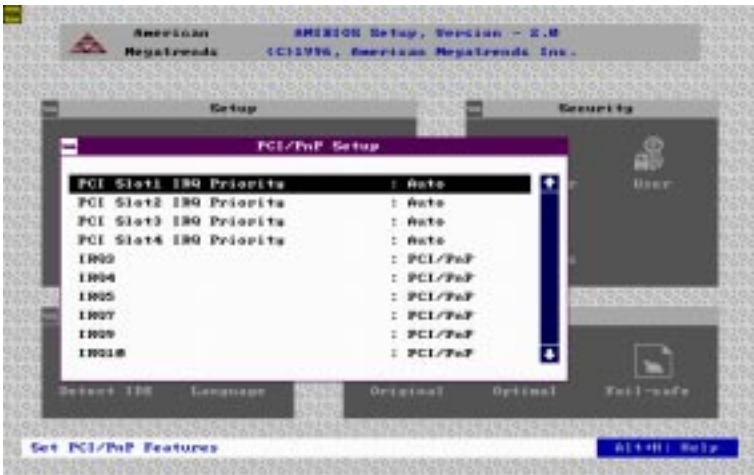 American AMIBIOS Setup, Version - 2.0
Megatrends (C)1996, American Megatrends Inc.
Setup
Security
PCI/PnP Setup
PCI Slot1 IRQ Priority : Auto
PCI Slot2 IRQ Priority : Auto
PCI Slot3 IRQ Priority : Auto
PCI Slot4 IRQ Priority : Auto
IRQ3 : PCI/PnP
IRQ4 : PCI/PnP
IRQ5 : PCI/PnP
IRQ7 : PCI/PnP
IRQ9 : PCI/PnP
IRQ10 : PCI/PnP
User
Detect IDE Language Original Optimal Fail-safe
Set PCI/PnP Features Alt+H: Help